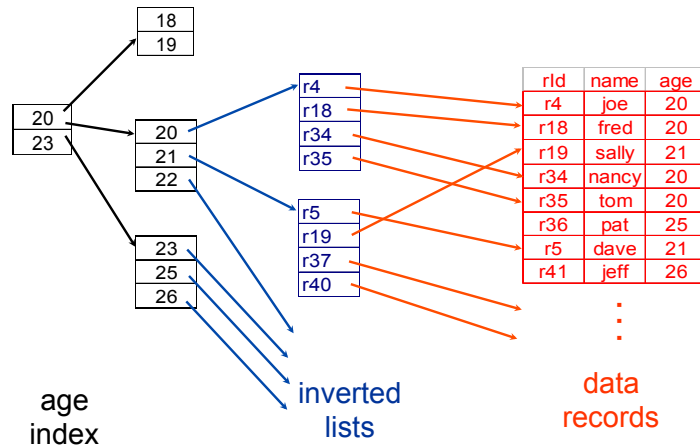 18
19
20
23
20
21
22
23
25
26
age
index
r4
r18
r34
r35
r5
r19
r37
r40
inverted
lists
rId name age
r4 joe 20
r18 fred 20
r19 sally 21
r34 nancy 20
r35 tom 20
r36 pat 25
r5 dave 21
r41 jeff 26
data
records